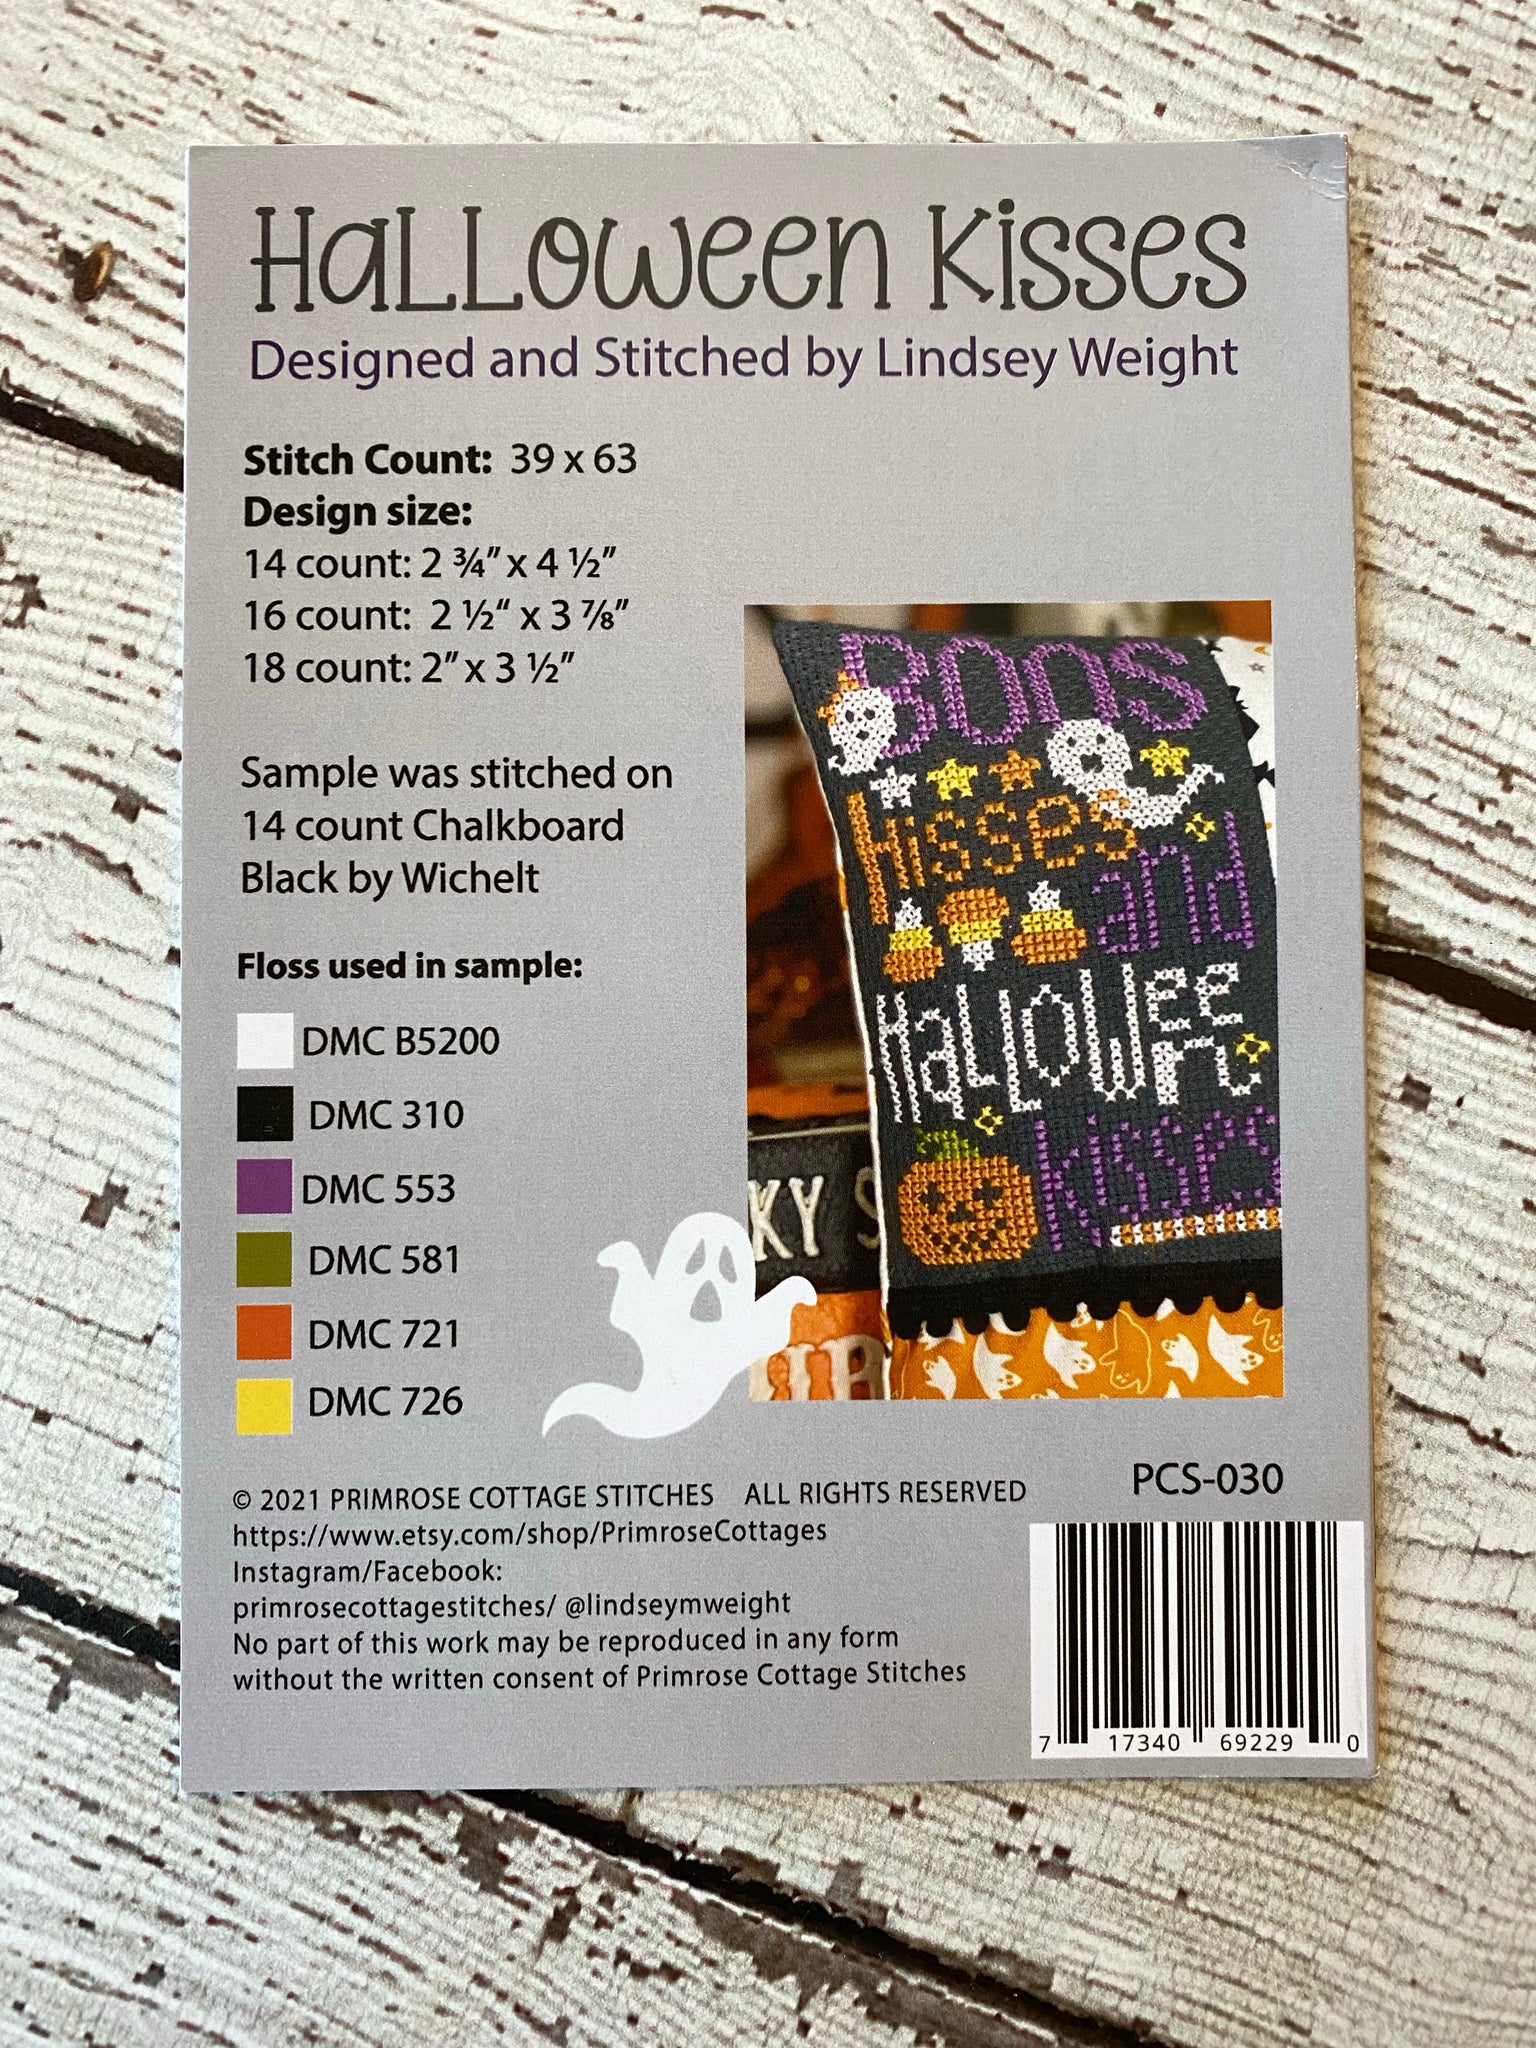 Halloween Kisses
Designed and Stitched by Lindsey Weight
Stitch Count: 39 x 63
Design size:
14 count: 2 ¾” x 4 ½”
16 count: 2 ½“ x 3 ⅞”
18 count: 2” x 3 ½”
Sample was stitched on
14 count Chalkboard
Black by Wichelt
Floss used in sample:
DMC B5200
DMC 310
DMC 553
DMC 581
DMC 721
DMC 726
Boos
Hisses
and
Hallowee
n
kisses
KY S
© 2021 PRIMROSE COTTAGE STITCHES ALL RIGHTS RESERVED
https://www.etsy.com/shop/PrimroseCottages
Instagram/Facebook:
primrosecottagestitches/ @lindseymweight
No part of this work may be reproduced in any form
without the written consent of Primrose Cottage Stitches
PCS-030
7 17340 69229 0